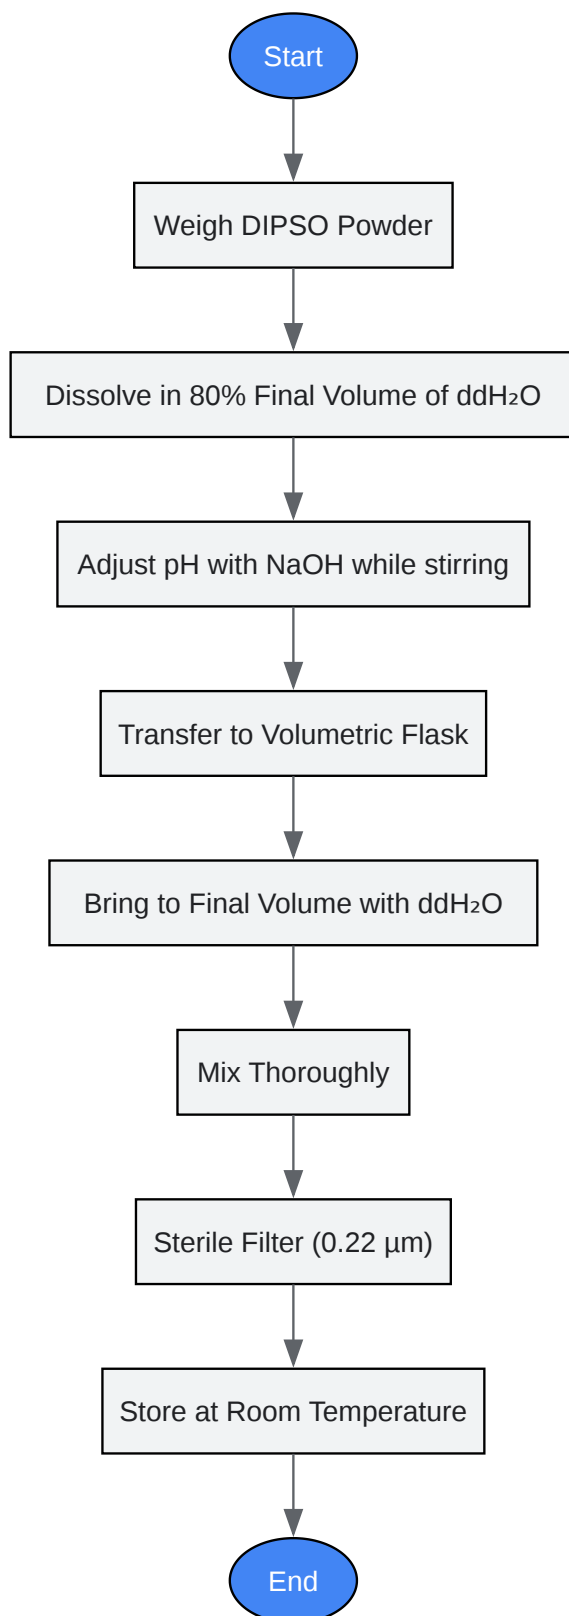 Start
Weigh DIPSO Powder
Dissolve in 80% Final Volume of ddH₂O
Adjust pH with NaOH while stirring
Transfer to Volumetric Flask
Bring to Final Volume with ddH₂O
Mix Thoroughly
Sterile Filter (0.22 µm)
Store at Room Temperature
End